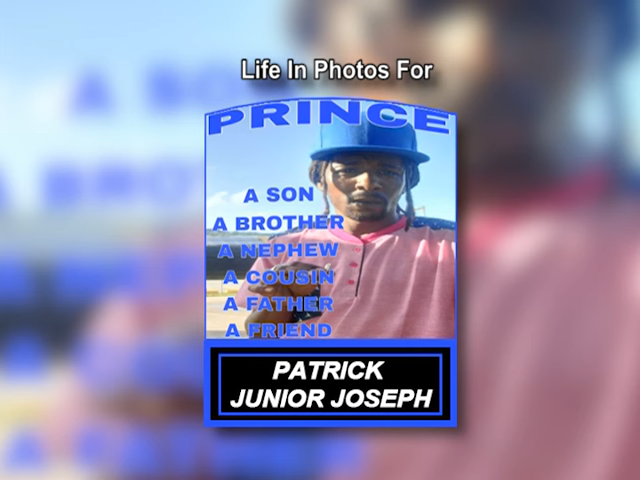 Life In Photos For
PRINCE
A SON
A BROTHER
A NEPHEW
A COUSIN
A FATHER
A FRIEND
PATRICK
JUNIOR JOSEPH